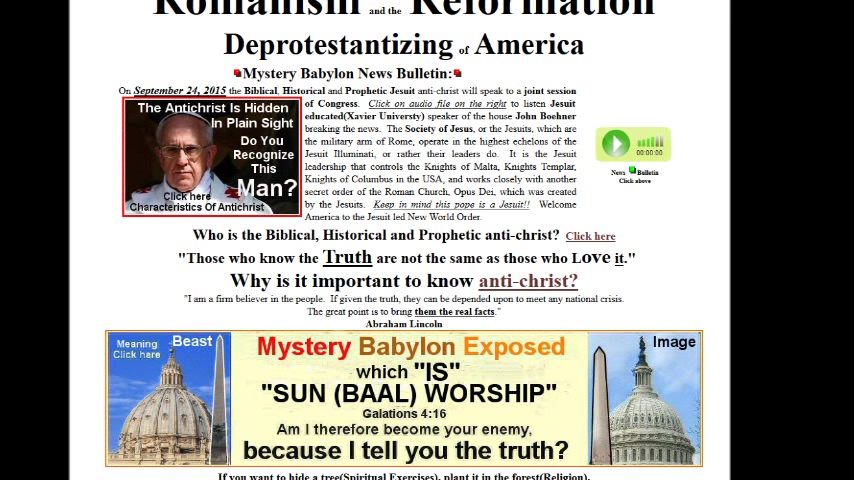 Romanism and the Reformation
Deprotestantizing of America
Mystery Babylon News Bulletin:
On September 24, 2015 the Biblical, Historical and Prophetic Jesuit anti-christ will speak to a joint session
of Congress. Click on audio file on the right to listen Jesuit
educated(Xavier Universty) speaker of the house John Boehner
breaking the news. The Society of Jesus, or the Jesuits, which are
the military arm of Rome, operate in the highest echelons of the
Jesuit Illuminati, or rather their leaders do. It is the Jesuit
leadership that controls the Knights of Malta, Knights Templar,
Knights of Columbus in the USA, and works closely with another
secret order of the Roman Church, Opus Dei, which was created
by the Jesuits. Keep in mind this pope is a Jesuit!! Welcome
America to the Jesuit led New World Order.
The Antichrist Is Hidden
In Plain Sight
Do You
Recognize
This
Man?
Click here
Characteristics Of Antichrist
00:00:00
News Bulletin
Click above
Who is the Biblical, Historical and Prophetic anti-christ? Click here
"Those who know the Truth are not the same as those who Love it."
Why is it important to know anti-christ?
"I am a firm believer in the people. If given the truth, they can be depended upon to meet any national crisis.
The great point is to bring them the real facts."
Abraham Lincoln
Meaning
Click here
Beast
Mystery Babylon Exposed
which "IS"
"SUN (BAAL) WORSHIP"
Galations 4:16
Am I therefore become your enemy,
because I tell you the truth?
Image
If you want to hide a tree(Spiritual Exercises), plant it in the forest(Religion).